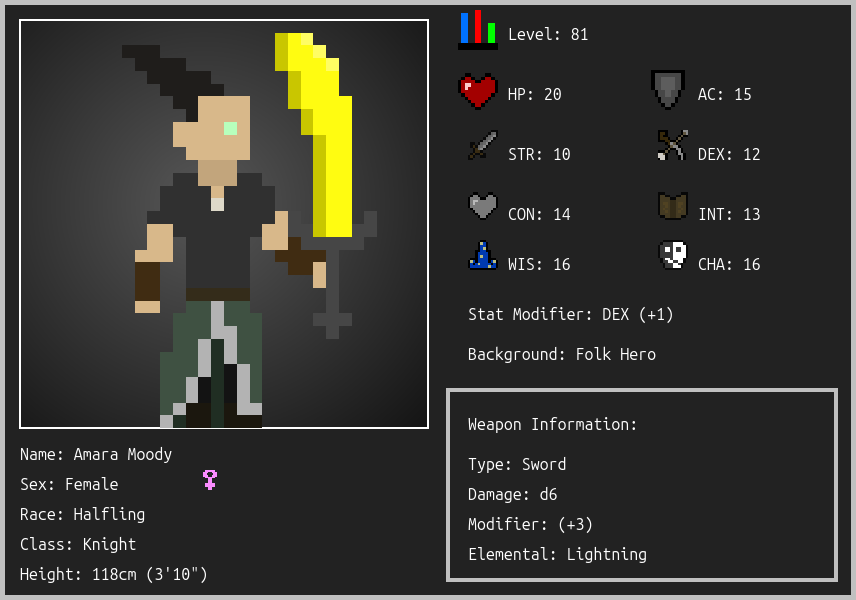 Level: 81
HP: 20
AC: 15
STR: 10
DEX: 12
CON: 14
INT: 13
WIS: 16
CHA: 16
Stat Modifier: DEX (+1)
Background: Folk Hero
Weapon Information:
Type: Sword
Damage: d6
Modifier: (+3)
Elemental: Lightning
Name: Amara Moody
Sex: Female
Race: Halfling
Class: Knight
Height: 118cm (3'10")